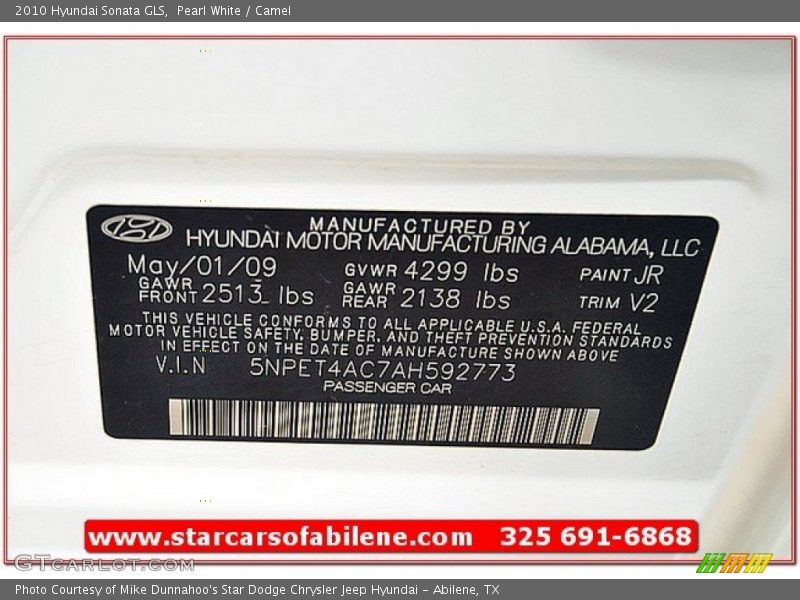 2010 Hyundai Sonata GLS, Pearl White / Camel
MANUFACTURED BY
HYUNDAI MOTOR MANUFACTURING ALABAMA, LLC
May/01/09 GVWR 4299 lbs PAINT JR
GAWR FRONT 2513 lbs GAWR REAR 2138 lbs TRIM V2
THIS VEHICLE CONFORMS TO ALL APPLICABLE U.S.A. FEDERAL
MOTOR VEHICLE SAFETY, BUMPER, AND THEFT PREVENTION STANDARDS
IN EFFECT ON THE DATE OF MANUFACTURE SHOWN ABOVE
V.I.N 5NPET4AC7AH592773
PASSENGER CAR
www.starcarsofabilene.com 325 691-6868
GTCARLOT.COM
Photo Courtesy of Mike Dunnahoo's Star Dodge Chrysler Jeep Hyundai - Abilene, TX